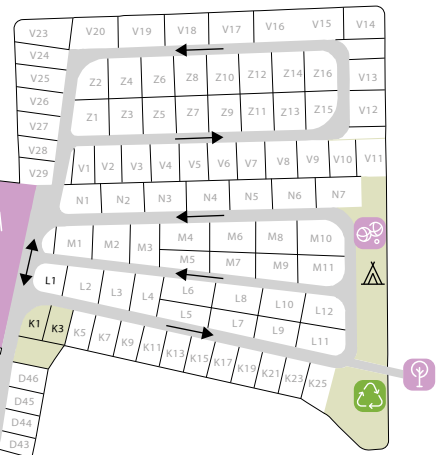 V23 V20 V19 V18 V17 V16 V15 V14
V24
V25 Z2 Z4 Z6 Z8 Z10 Z12 Z14 Z16 V13
V26
V27 Z1 Z3 Z5 Z7 Z9 Z11 Z13 Z15 V12
V28
V29 V1 V2 V3 V4 V5 V6 V7 V8 V9 V10 V11
N1 N2 N3 N4 N5 N6 N7
M1 M2 M3 M4 M6 M8 M10
M5 M7 M9 M11
L1 L2 L3 L4 L6 L8 L10 L12
L5 L7 L9 L11
K1 K3 K5 K7 K9 K11 K13 K15 K17 K19 K21 K23 K25
D46
D45
D44
D43